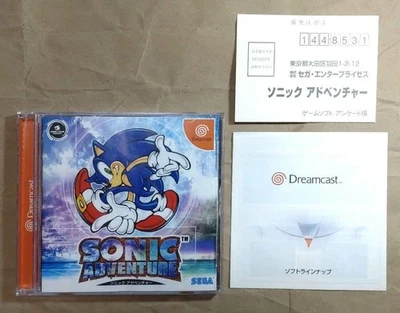 Dreamcast
SONIC
ADVENTURE
TM
ソニック アドベンチャー
SEGA
1448531
東京都大田区羽田1-2-12
セガ・エンタープライゼス
ソニック アドベンチャー
ゲームソフト アンケート係
Dreamcast
ソフトラインナップ